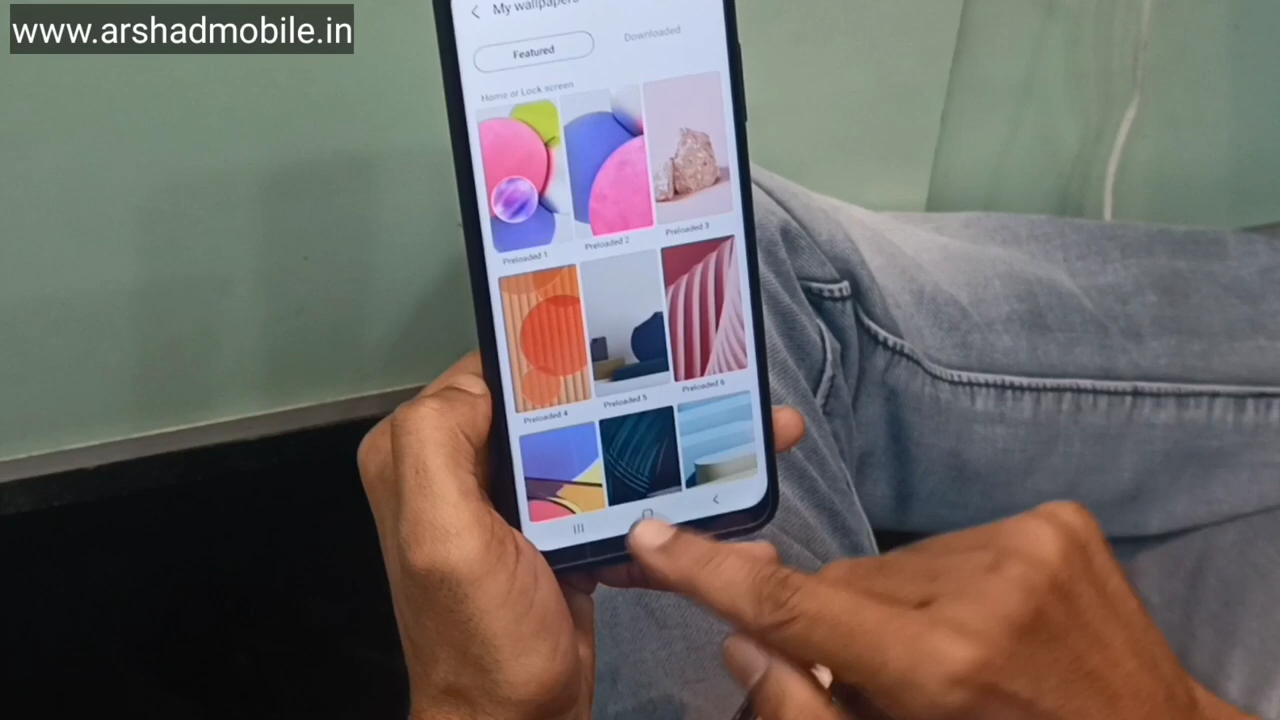 www.arshadmobile.in
My wallpapers
Featured
Downloaded
Home or Lock screen
Preloaded 1
Preloaded 2
Preloaded 3
Preloaded 4
Preloaded 5
Preloaded 6